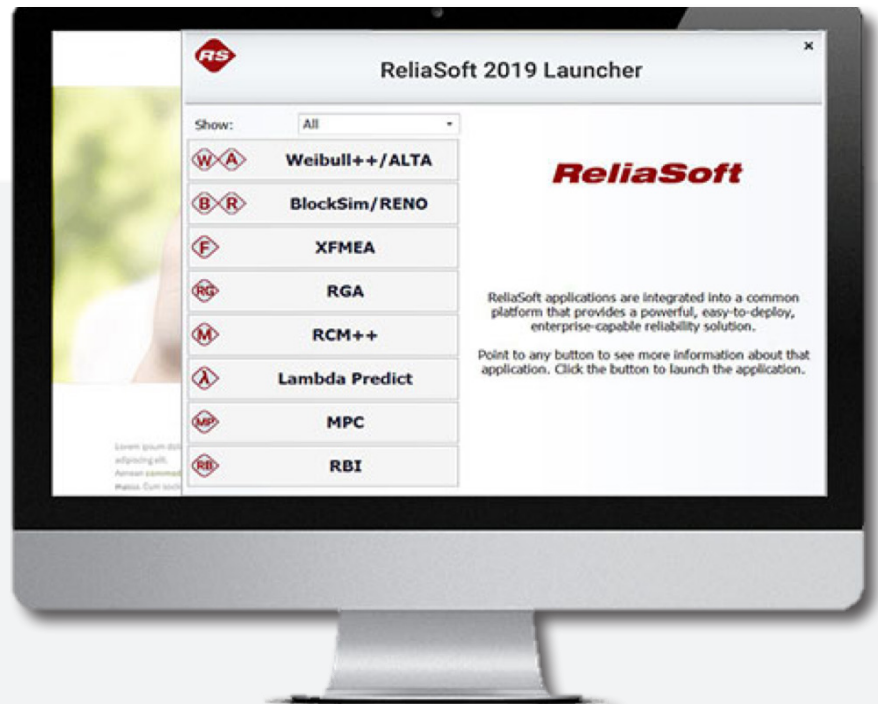 RS
ReliaSoft 2019 Launcher
×
Show:
All
W A
Weibull++/ALTA
B R
BlockSim/RENO
F
XFMEA
RG
RGA
M
RCM++
λ
Lambda Predict
MP
MPC
RB
RBI
ReliaSoft
ReliaSoft applications are integrated into a common
platform that provides a powerful, easy-to-deploy,
enterprise-capable reliability solution.
Point to any button to see more information about that
application. Click the button to launch the application.
Lorem ipsum
adipiscing elit.
Aenean
massa. Cum